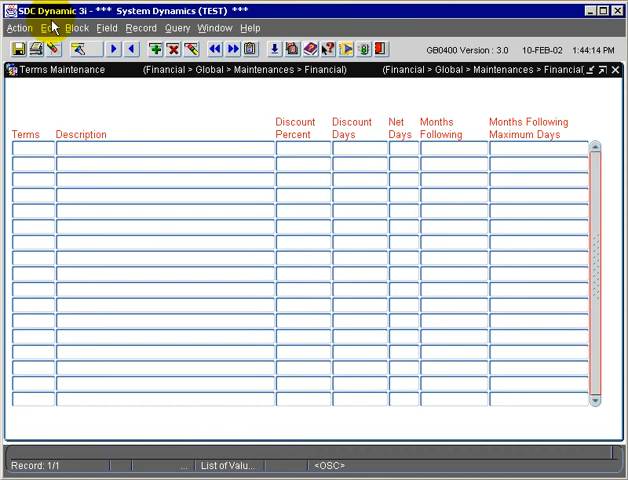 SDC Dynamic 3i - *** System Dynamics (TEST) ***
Action Block Field Record Query Window Help
GB0400 Version : 3.0 10-FEB-02 1:44:14 PM
Terms Maintenance (Financial > Global > Maintenances > Financial) (Financial > Global > Maintenances > Financial(
Discount Discount Net Months Months Following
Terms Description Percent Days Days Following Maximum Days
Record: 1/1 ... List of Valu... <OSC>